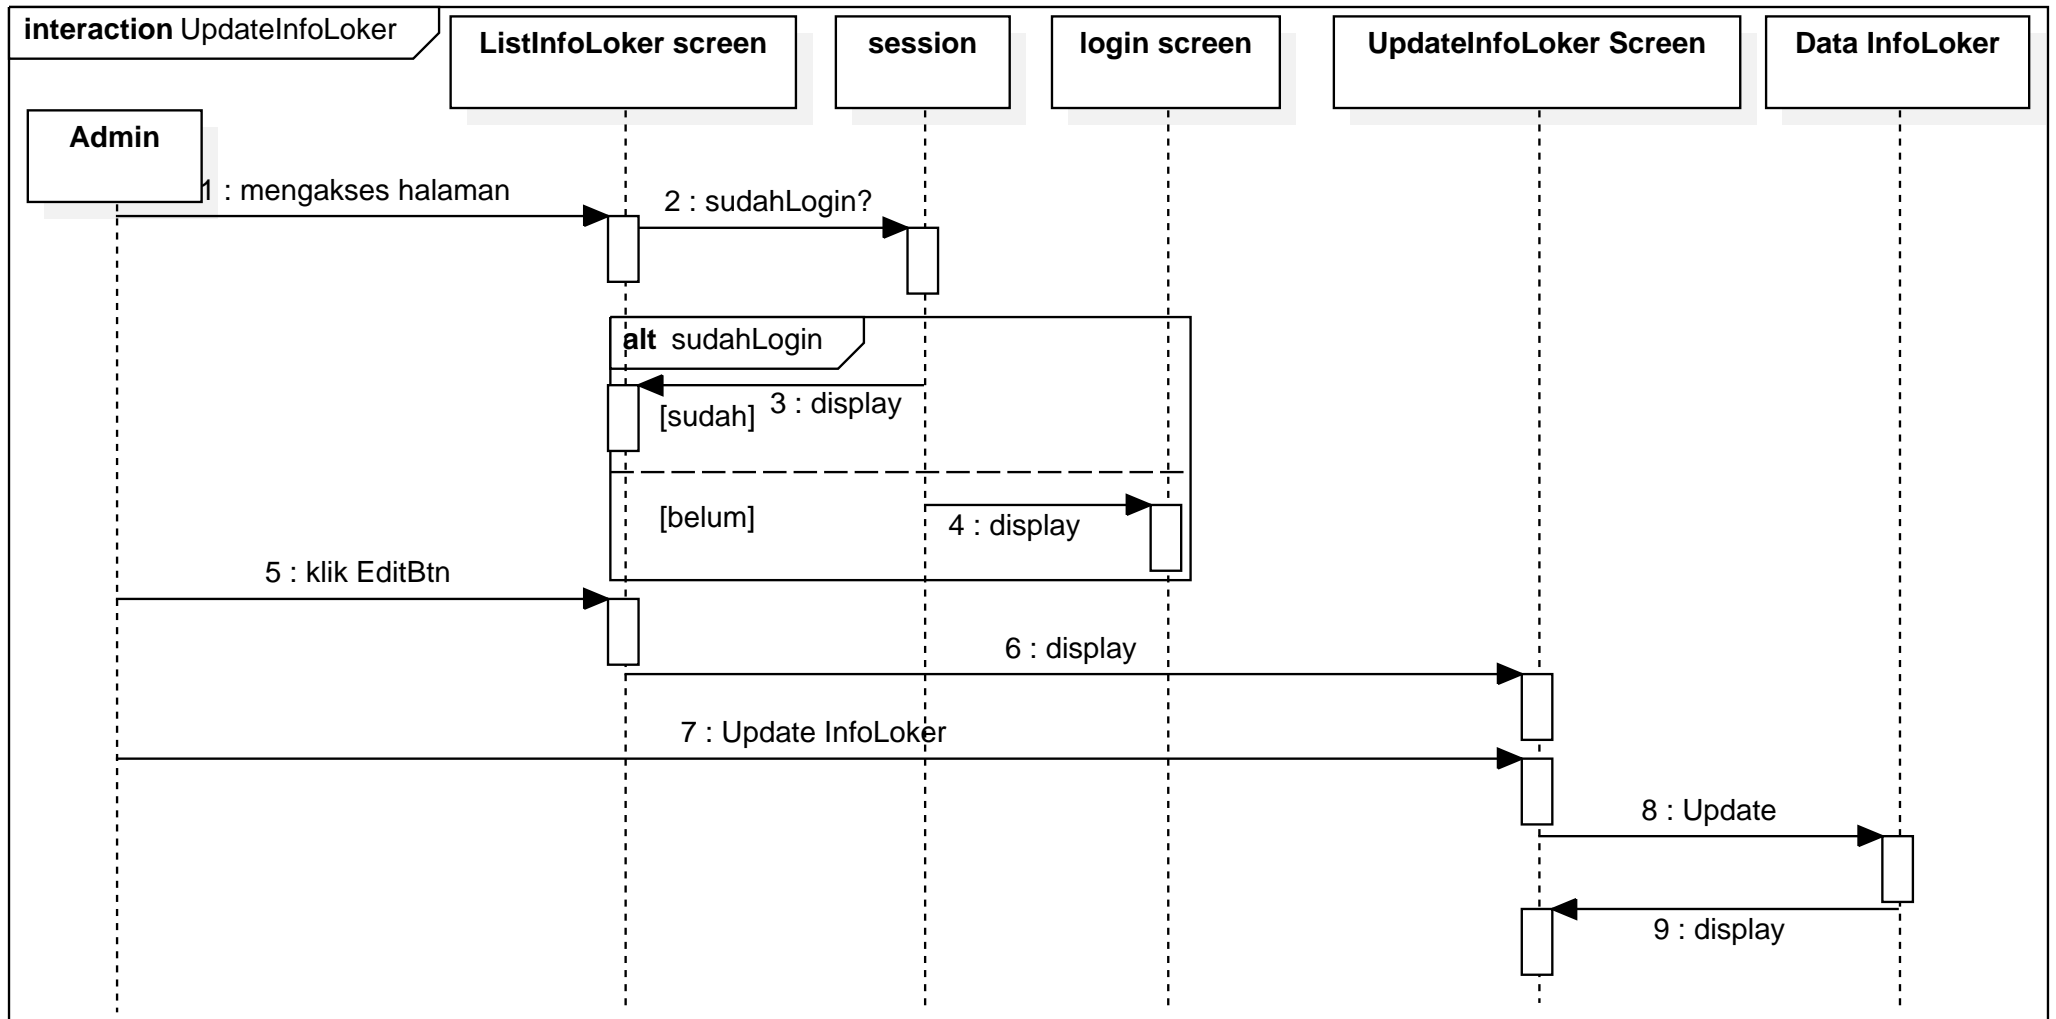 interaction UpdateInfoLoker
ListInfoLoker screen
session
login screen
UpdateInfoLoker Screen
Data InfoLoker
Admin
1 : mengakses halaman
2 : sudahLogin?
alt sudahLogin
3 : display
[sudah]
[belum]
4 : display
5 : klik EditBtn
6 : display
7 : Update InfoLoker
8 : Update
9 : display